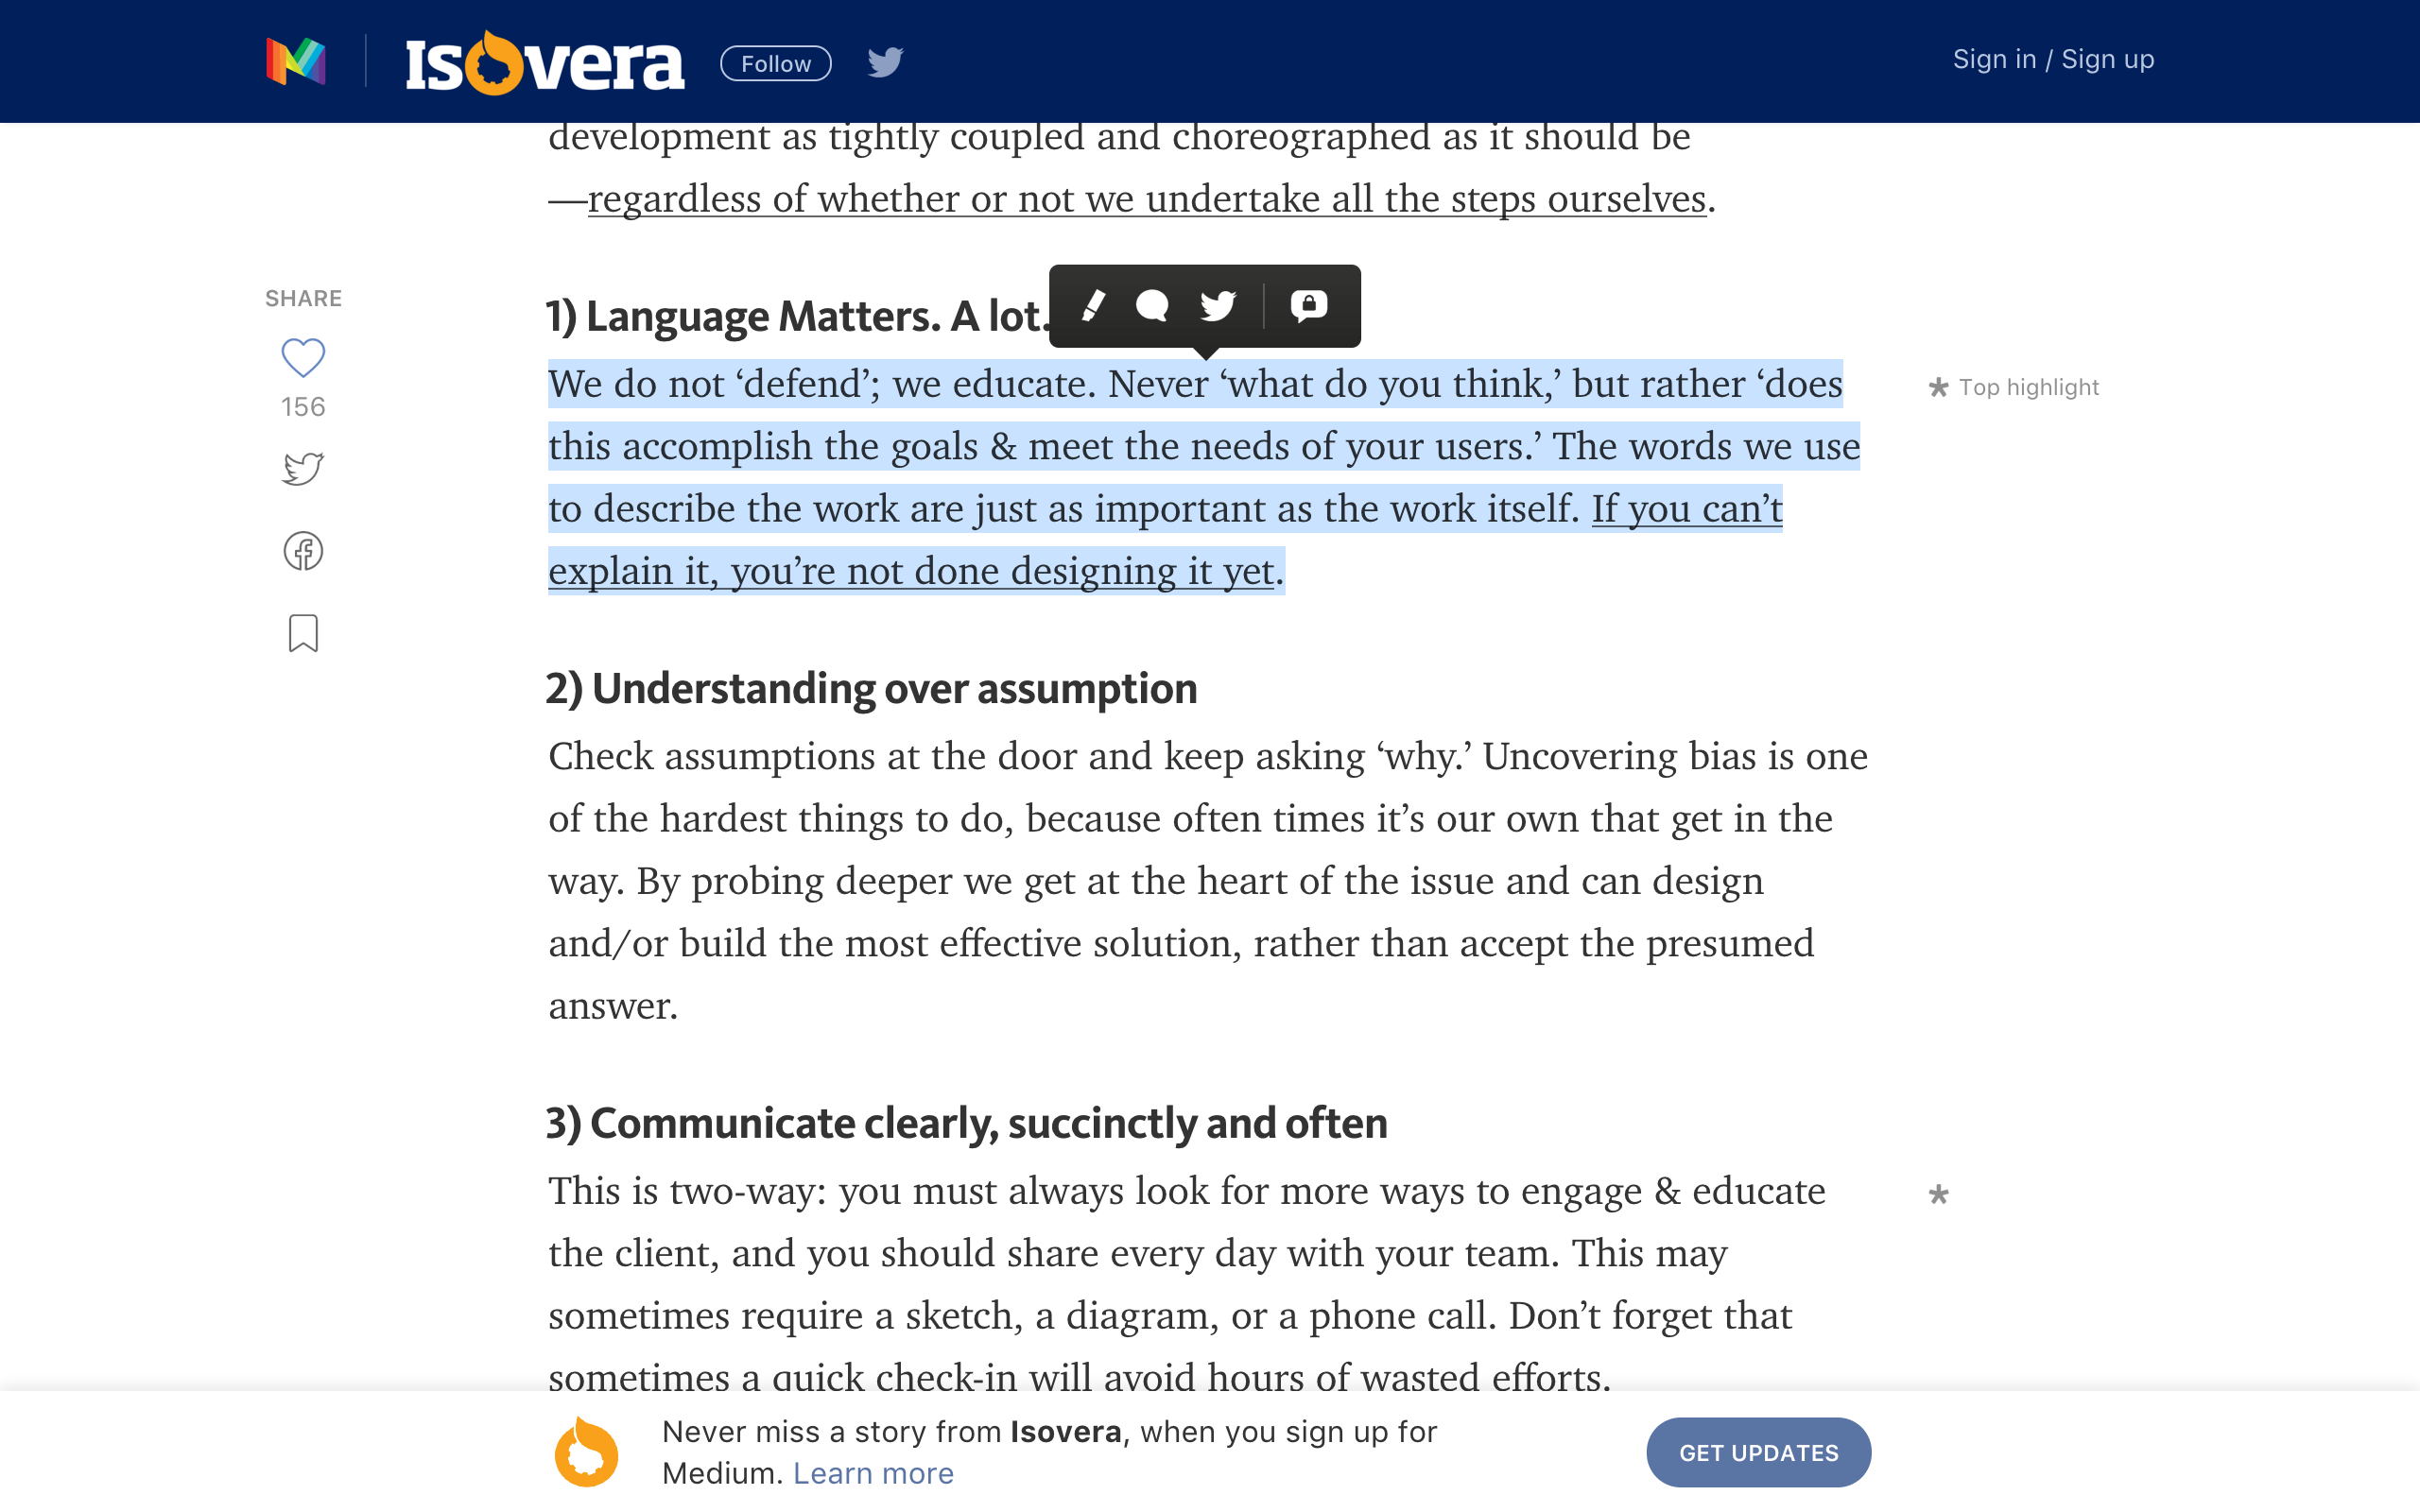 Isovera
Follow
Sign in / Sign up
development as tightly coupled and choreographed as it should be
—regardless of whether or not we undertake all the steps ourselves.
SHARE
156
1) Language Matters. A lot.
We do not ‘defend’; we educate. Never ‘what do you think,’ but rather ‘does
this accomplish the goals & meet the needs of your users.’ The words we use
to describe the work are just as important as the work itself. If you can’t
explain it, you’re not done designing it yet.
* Top highlight
2) Understanding over assumption
Check assumptions at the door and keep asking ‘why.’ Uncovering bias is one
of the hardest things to do, because often times it’s our own that get in the
way. By probing deeper we get at the heart of the issue and can design
and/or build the most effective solution, rather than accept the presumed
answer.
3) Communicate clearly, succinctly and often
This is two-way: you must always look for more ways to engage & educate
*
the client, and you should share every day with your team. This may
sometimes require a sketch, a diagram, or a phone call. Don’t forget that
sometimes a quick check-in will avoid hours of wasted efforts.
Never miss a story from Isovera, when you sign up for
Medium. Learn more
GET UPDATES